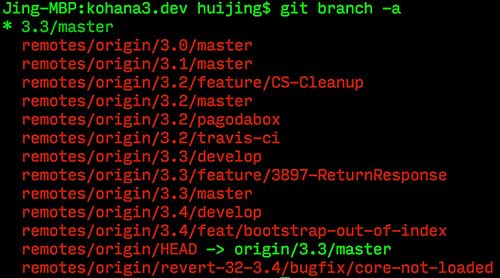 Jing-MBP:kohana3.dev huijing$ git branch -a
* 3.3/master
remotes/origin/3.0/master
remotes/origin/3.1/master
remotes/origin/3.2/feature/CS-Cleanup
remotes/origin/3.2/master
remotes/origin/3.2/pagodabox
remotes/origin/3.2/travis-ci
remotes/origin/3.3/develop
remotes/origin/3.3/feature/3897-ReturnResponse
remotes/origin/3.3/master
remotes/origin/3.4/develop
remotes/origin/3.4/feat/bootstrap-out-of-index
remotes/origin/HEAD -> origin/3.3/master
remotes/origin/revert-32-3.4/bugfix/core-not-loaded